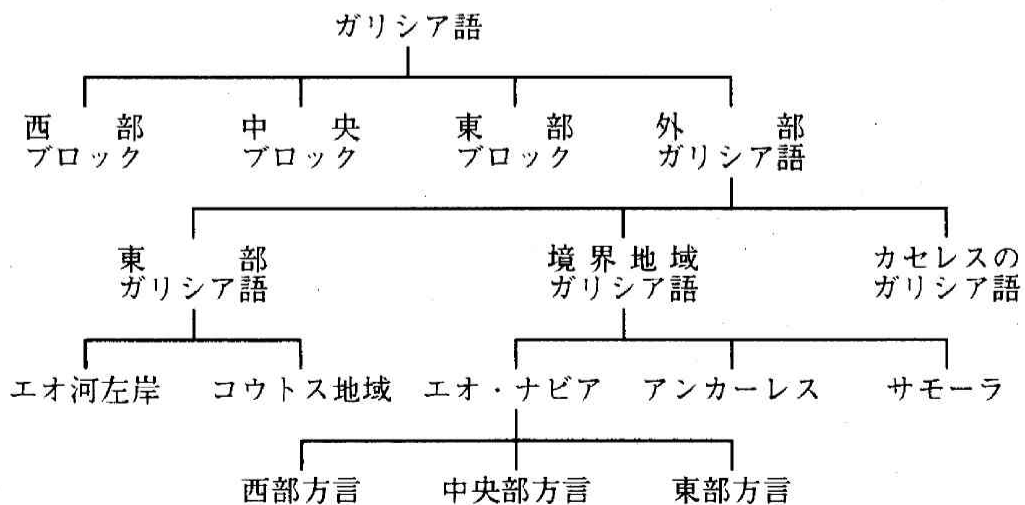 ガリシア語
西部
ブロック
中央
ブロック
東部
ブロック
外部
ガリシア語
東部
ガリシア語
境界地域
ガリシア語
カセレスの
ガリシア語
エオ河左岸
コウトス地域
エオ・ナビア
アンカーレス
サモーラ
西部方言
中央部方言
東部方言